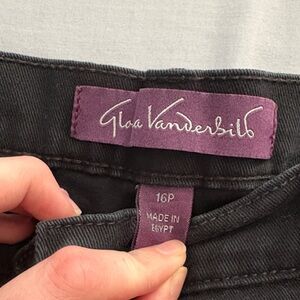 Gloria Vanderbilt
16P
MADE IN
EGYPT